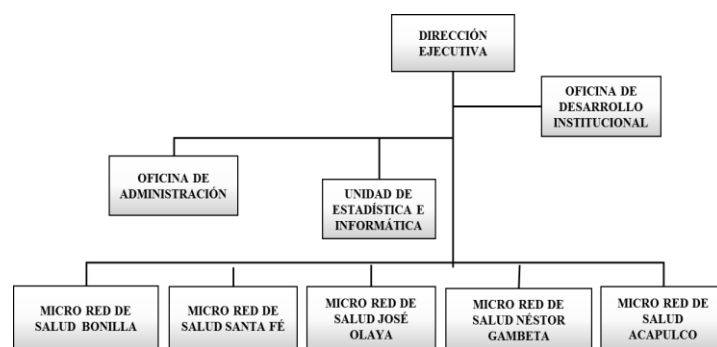 DIRECCIÓN
EJECUTIVA
OFICINA DE
DESARROLLO
INSTITUCIONAL
OFICINA DE
ADMINISTRACIÓN
UNIDAD DE
ESTADÍSTICA E
INFORMÁTICA
MICRO RED DE
SALUD BONILLA
MICRO RED DE
SALUD SANTA FÉ
MICRO RED DE
SALUD JOSÉ
OLAYA
MICRO RED DE
SALUD NÉSTOR
GAMBETA
MICRO RED DE
SALUD
ACAPULCO